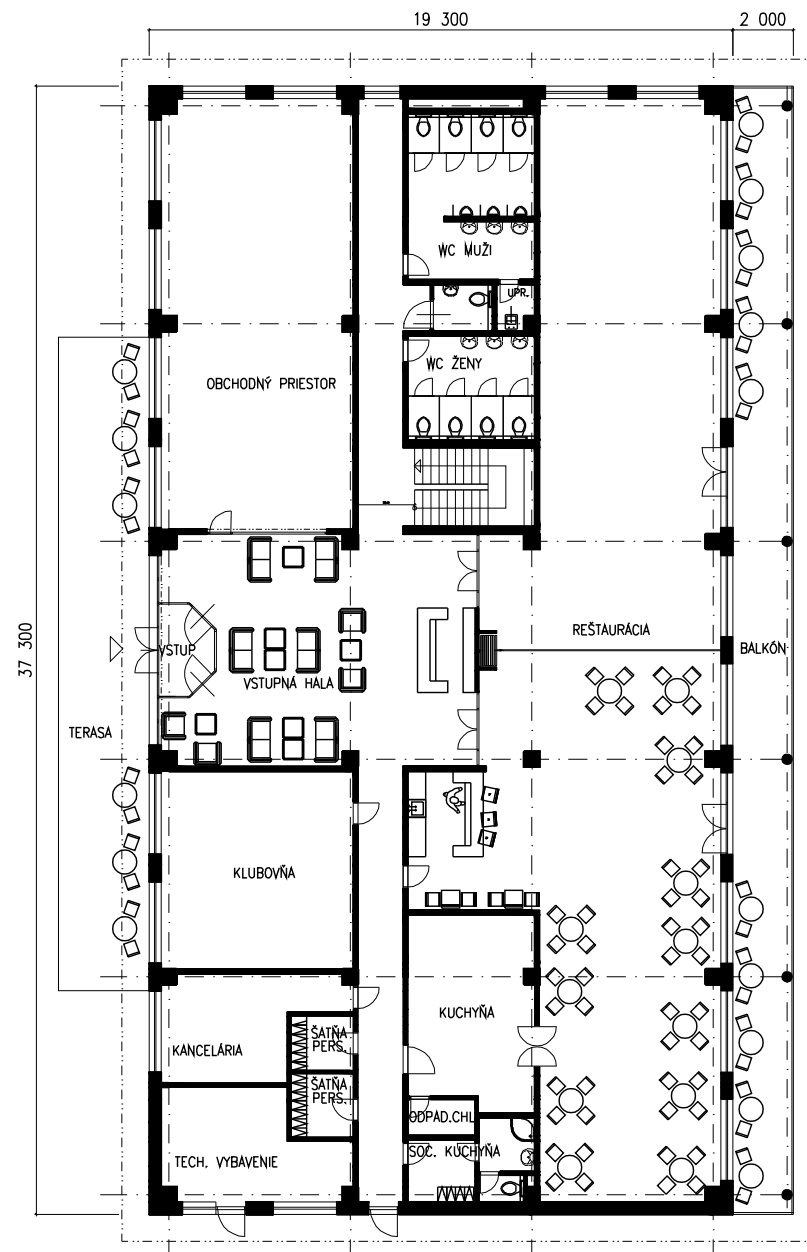 19 300
2 000
37 300
WC MUŽI
UPR.
WC ŽENY
OBCHODNÝ PRIESTOR
REŠTAURÁCIA
VSTUP
BALKÓN
VSTUPNÁ HALA
TERASA
KLUBOVŇA
KUCHYŇA
ŠATŇA
PERS.
KANCELÁRIA
ŠATŇA
PERS.
ODPAD.CHL
SOC. KUCHYŇA
TECH. VYBAVENIE